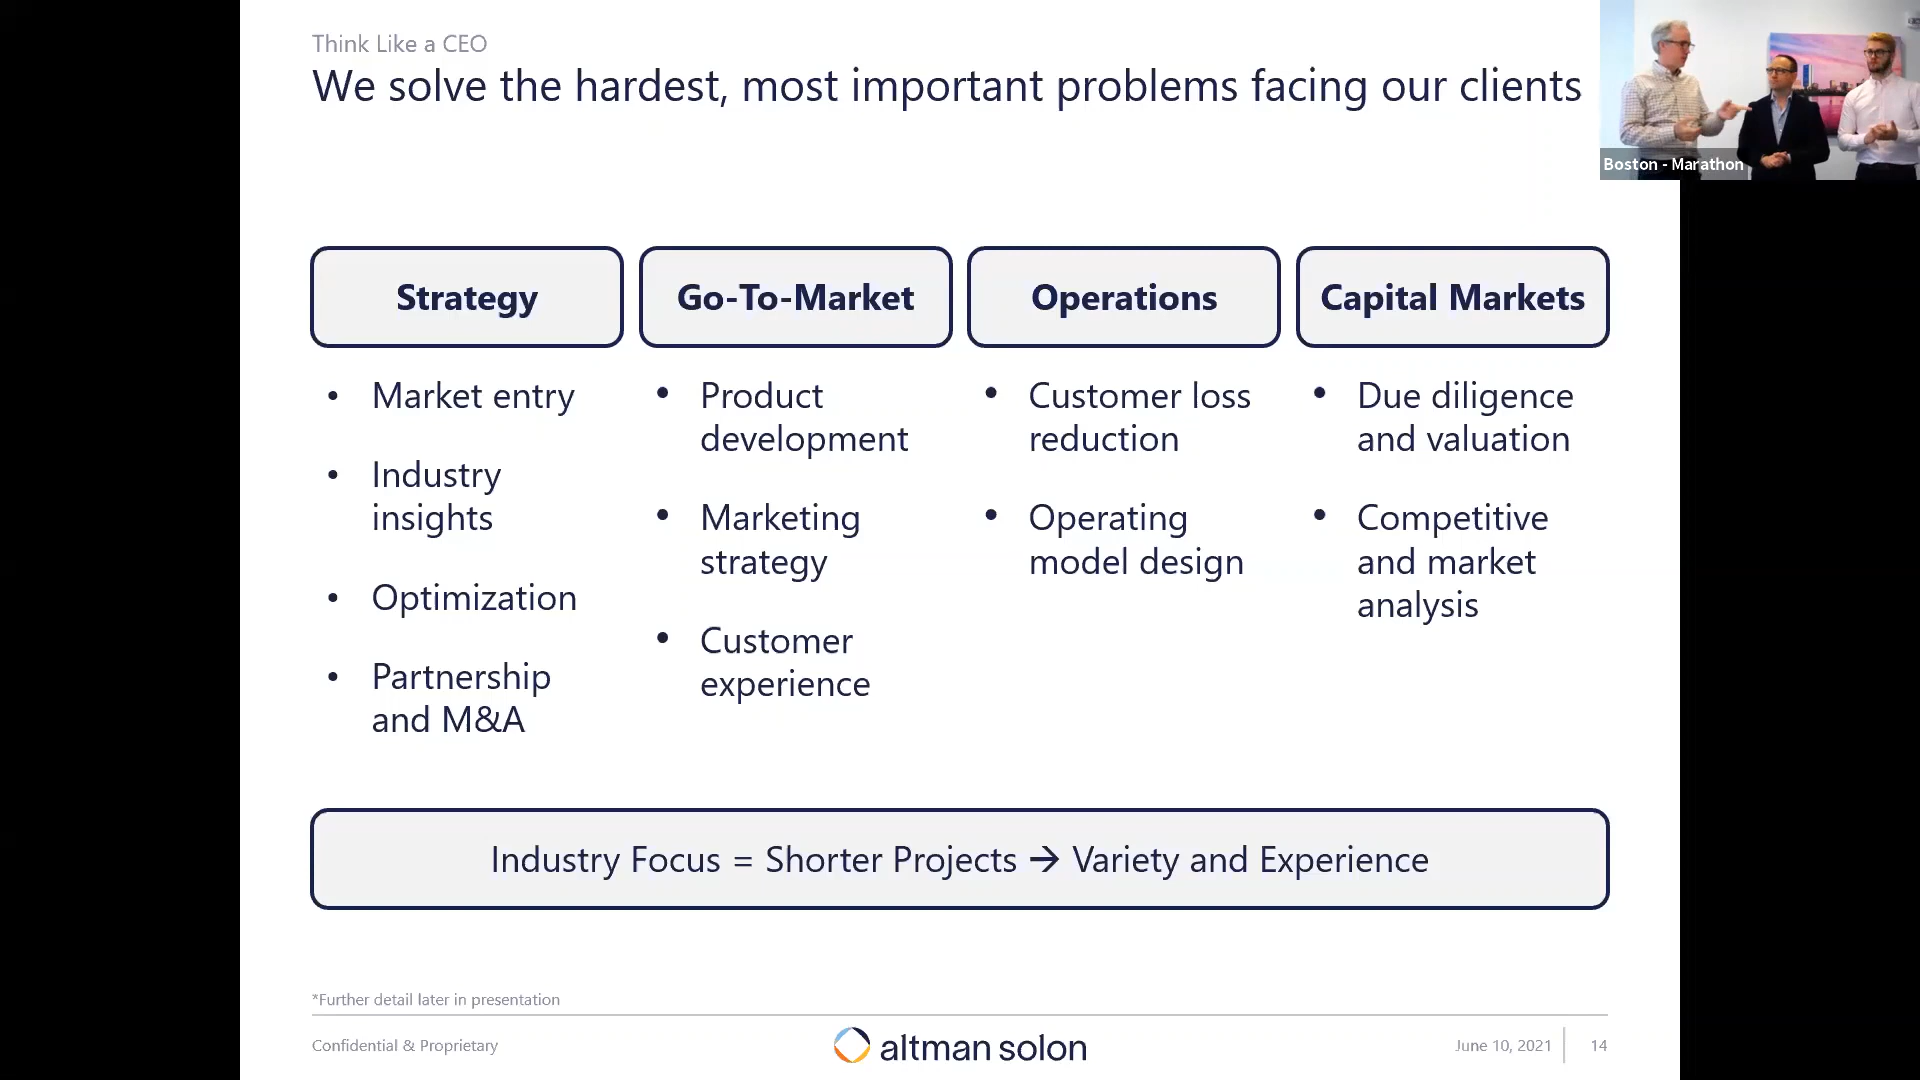 Think Like a CEO
We solve the hardest, most important problems facing our clients
Boston - Marathon
Strategy
• Market entry
• Industry
insights
• Optimization
• Partnership
and M&A
Go-To-Market
• Product
development
• Marketing
strategy
• Customer
experience
Operations
• Customer loss
reduction
• Operating
model design
Capital Markets
• Due diligence
and valuation
• Competitive
and market
analysis
Industry Focus = Shorter Projects → Variety and Experience
*Further detail later in presentation
Confidential & Proprietary
altman solon
June 10, 2021
14